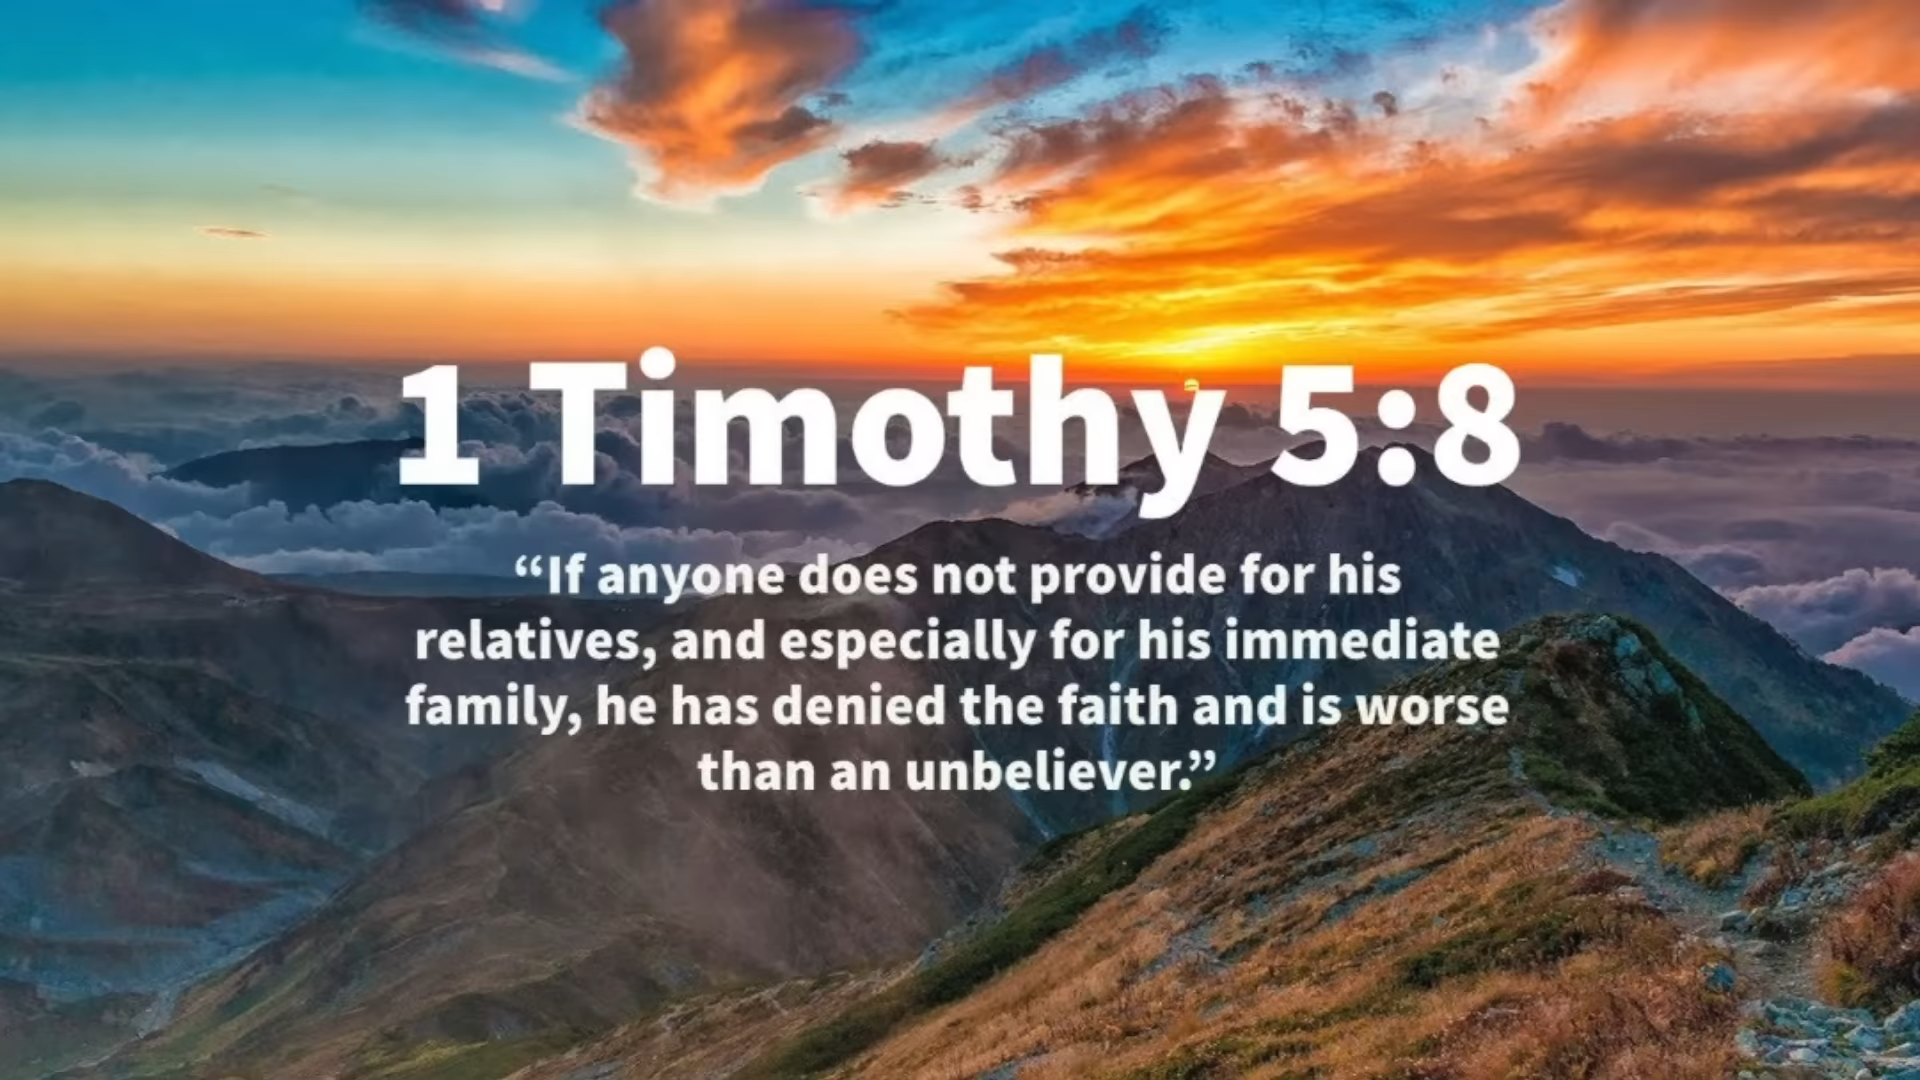 1 Timothy 5:8
“If anyone does not provide for his
relatives, and especially for his immediate
family, he has denied the faith and is worse
than an unbeliever.”